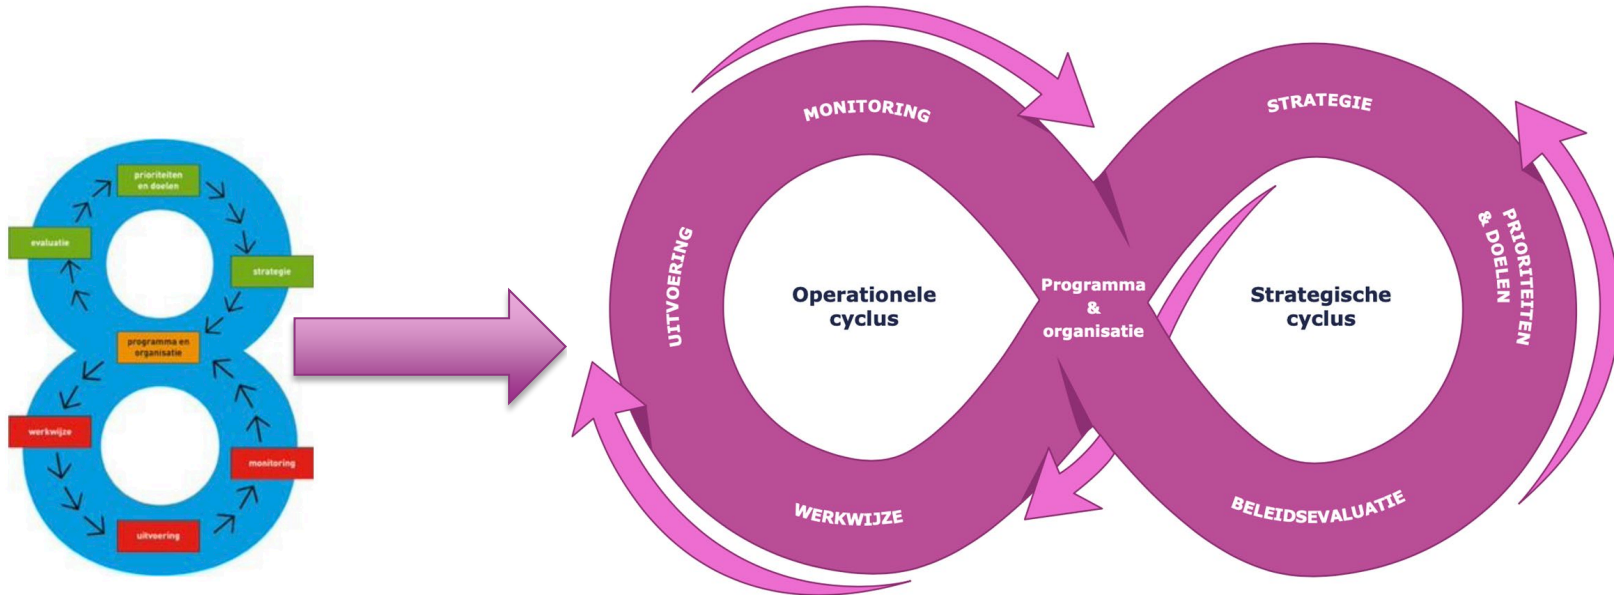 prioriteiten
en doelen
evaluatie
strategie
programma en
organisatie
werkwijze
monitoring
uitvoering
MONITORING
UITVOERING
Operationele
cyclus
WERKWIJZE
Programma
&
organisatie
STRATEGIE
PRIORITEITEN
& DOELEN
Strategische
cyclus
BELEIDSEVALUATIE